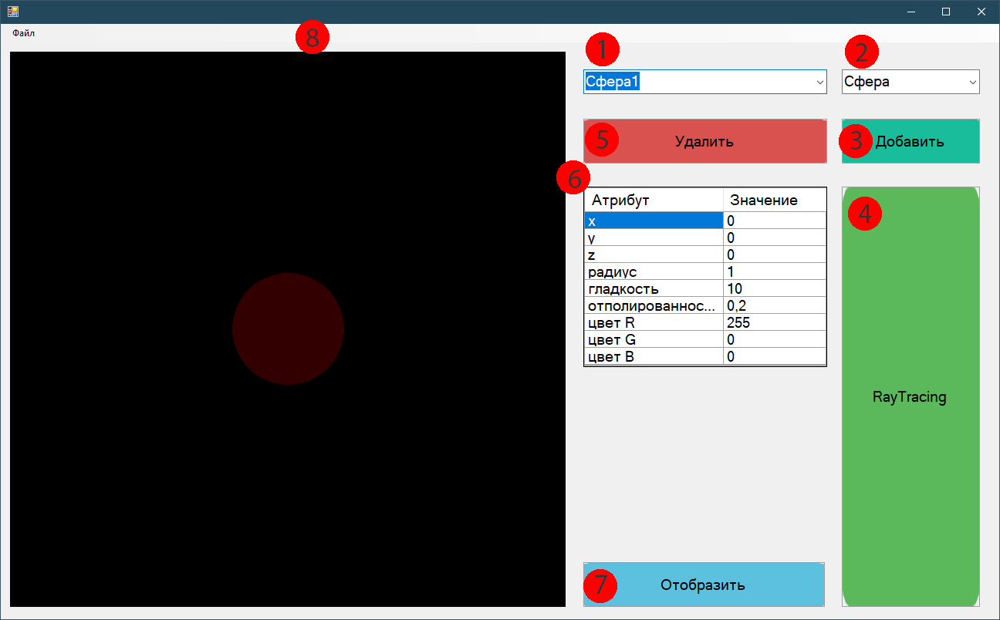 Файл
8
1
2
Сфера1
Сфера
5 Удалить
3 Добавить
6
Атрибут Значение
4
x 0
y 0
z 0
радиус 1
гладкость 10
отполированнос... 0,2
цвет R 255
цвет G 0
цвет B 0
RayTracing
7 Отобразить